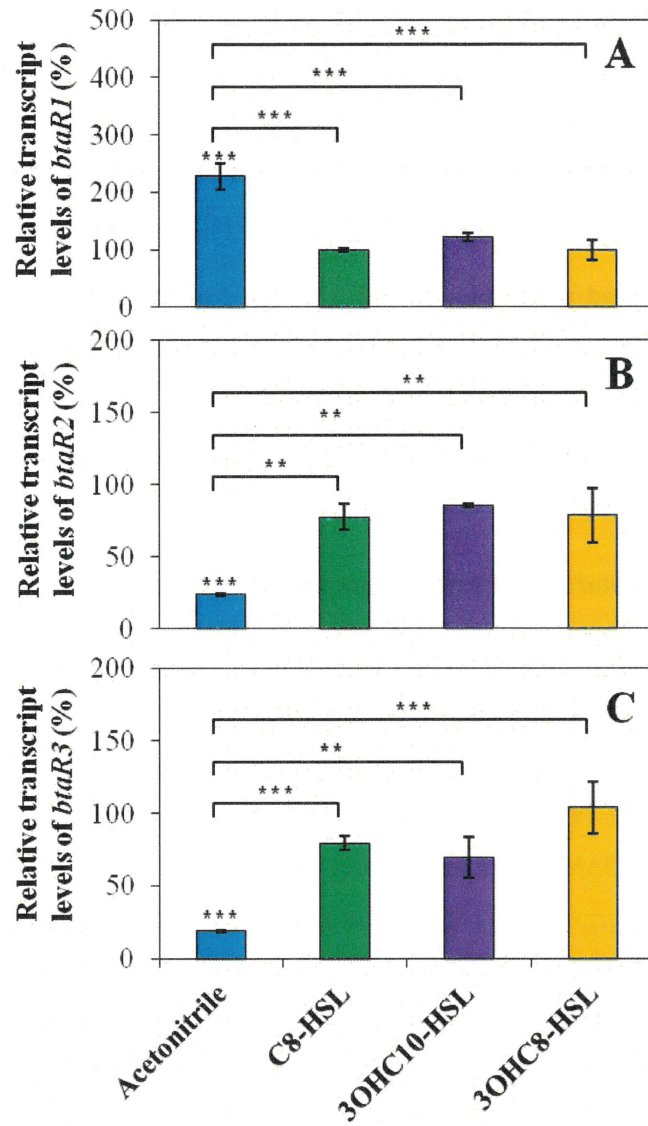 500
400
300
200
100
0
Relative transcript
levels of btaR1 (%)
A
***
***
***
***
200
150
100
50
0
Relative transcript
levels of btaR2 (%)
B
**
**
**
***
200
150
100
50
0
Relative transcript
levels of btaR3 (%)
C
***
**
***
***
Acetonitrile
C8-HSL
3OHC10-HSL
3OHC8-HSL